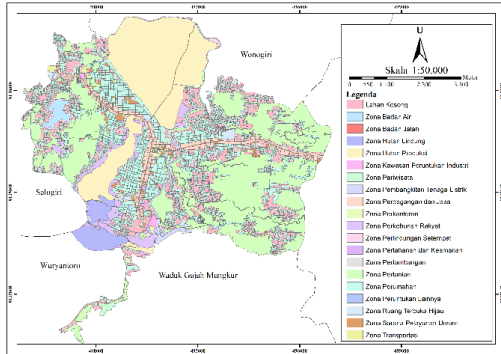 Wonogiri
Selogiri
Wuryantoro
Waduk Gajah Mungkur
U
Skala 1:50.000
Legenda
Lahan Kosong
Zona Badan Air
Zona Badan Jalan
Zona Hutan Lindung
Zona Hutan Produksi
Zona Kawasan Peruntukan Industri
Zona Pariwisata
Zona Pembangkitan Tenaga Listrik
Zona Perdagangan dan Jasa
Zona Perkantoran
Zona Perkebunan Rakyat
Zona Perlindungan Setempat
Zona Pertahanan dan Keamanan
Zona Pertambangan
Zona Pertanian
Zona Perumahan
Zona Peruntukan Lainnya
Zona Ruang Terbuka Hijau
Zona Sarana Pelayanan Umum
Zona Transportasi